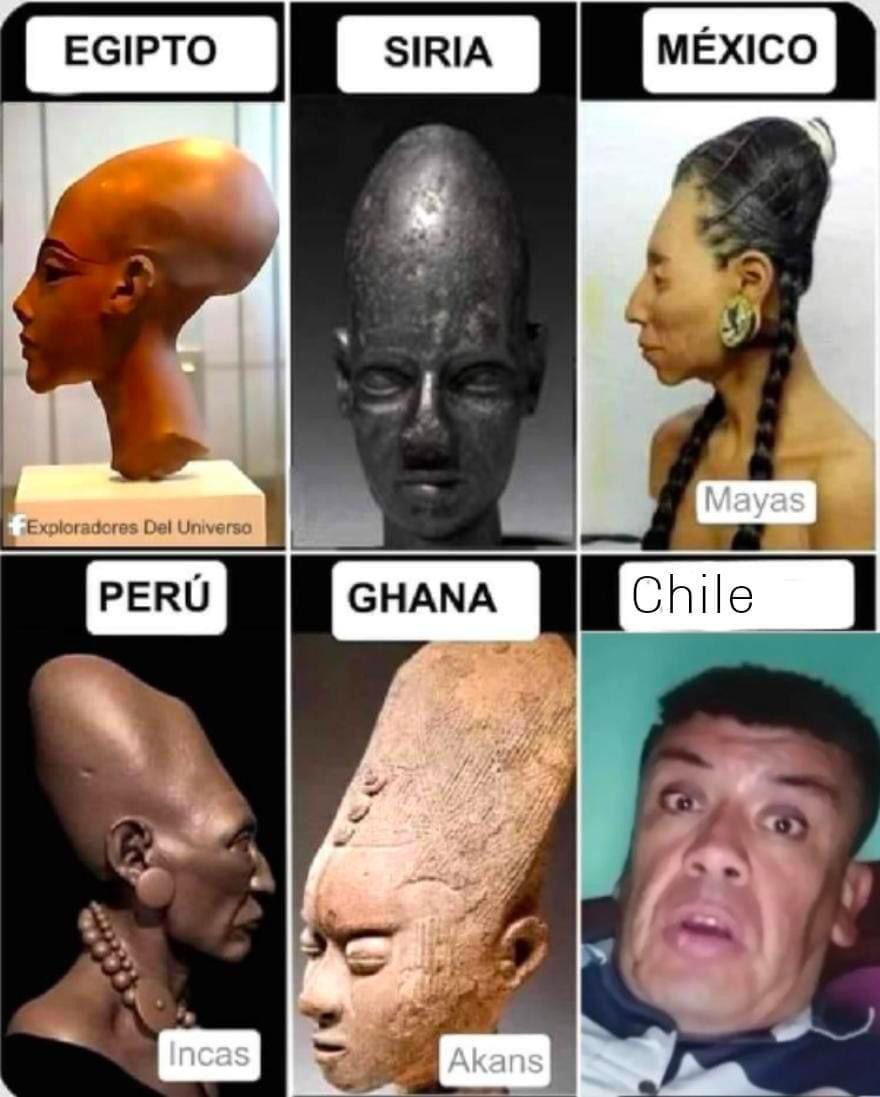 EGIPTO
SIRIA
MÉXICO
Exploradores Del Universo
Mayas
PERÚ
GHANA
Chile
Incas
Akans